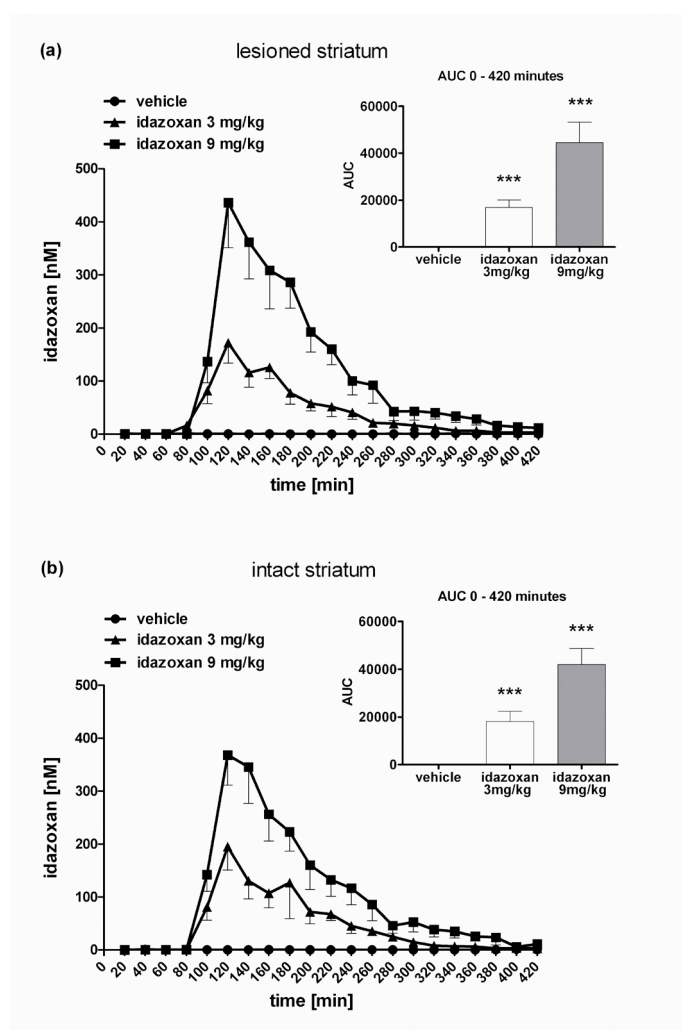 (a)
lesioned striatum
vehicle
idazoxan 3 mg/kg
idazoxan 9 mg/kg
AUC 0 - 420 minutes
60000
40000
20000
0
AUC
***
***
vehicle
idazoxan 3mg/kg
idazoxan 9mg/kg
500
400
300
200
100
0
idazoxan [nM]
0 20 40 60 80 100 120 140 160 180 200 220 240 260 280 300 320 340 360 380 400 420
time [min]
(b)
intact striatum
vehicle
idazoxan 3 mg/kg
idazoxan 9 mg/kg
AUC 0 - 420 minutes
60000
40000
20000
0
AUC
***
***
vehicle
idazoxan 3mg/kg
idazoxan 9mg/kg
500
400
300
200
100
0
idazoxan [nM]
0 20 40 60 80 100 120 140 160 180 200 220 240 260 280 300 320 340 360 380 400 420
time [min]